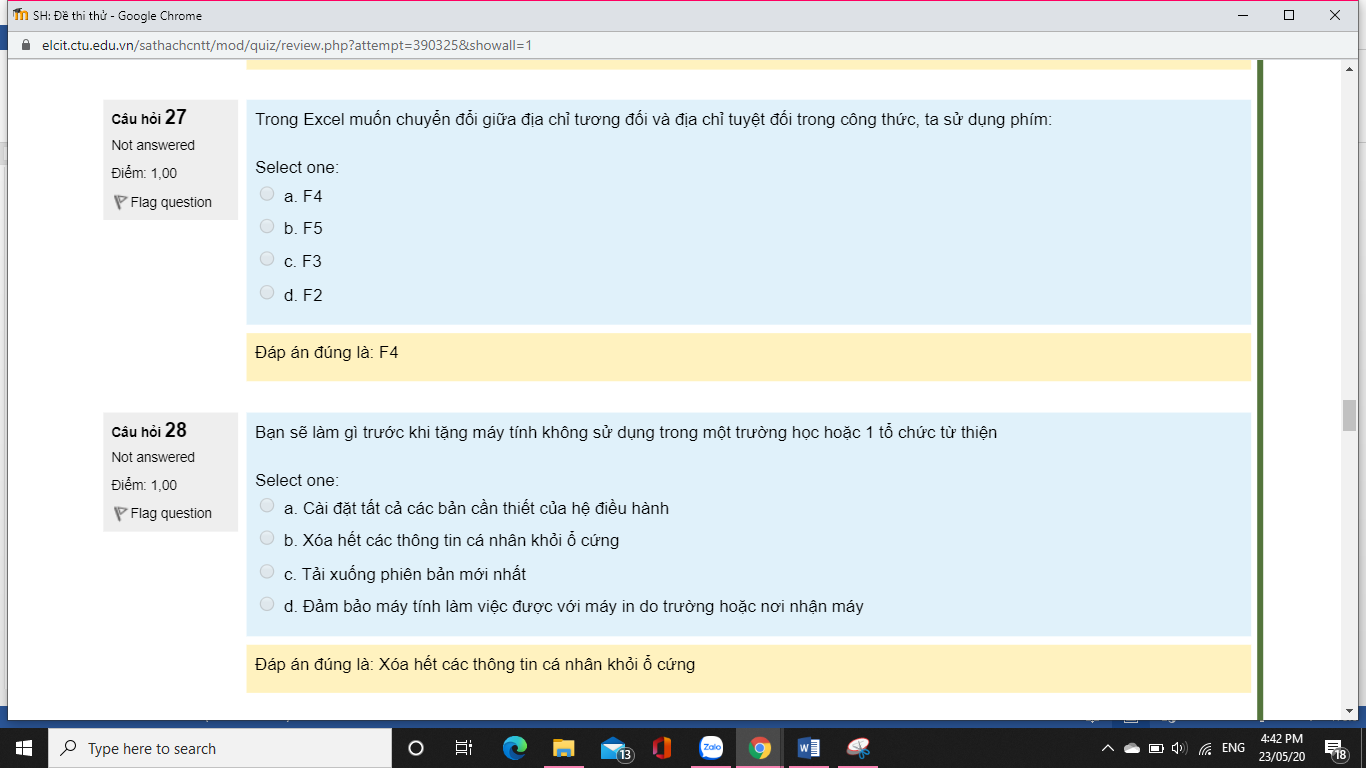 SH: Đề thi thử - Google Chrome
elcit.ctu.edu.vn/sathachcntt/mod/quiz/review.php?attempt=390325&showall=1
Câu hỏi 27
Not answered
Điểm: 1,00
Flag question
Trong Excel muốn chuyển đổi giữa địa chỉ tương đối và địa chỉ tuyệt đối trong công thức, ta sử dụng phím:
Select one:
a. F4
b. F5
c. F3
d. F2
Đáp án đúng là: F4
Câu hỏi 28
Not answered
Điểm: 1,00
Flag question
Bạn sẽ làm gì trước khi tặng máy tính không sử dụng trong một trường học hoặc 1 tổ chức từ thiện
Select one:
a. Cài đặt tất cả các bản cần thiết của hệ điều hành
b. Xóa hết các thông tin cá nhân khỏi ổ cứng
c. Tải xuống phiên bản mới nhất
d. Đảm bảo máy tính làm việc được với máy in do trường hoặc nơi nhận máy
Đáp án đúng là: Xóa hết các thông tin cá nhân khỏi ổ cứng
Type here to search
13
Zalo
ENG
4:42 PM
23/05/20
18